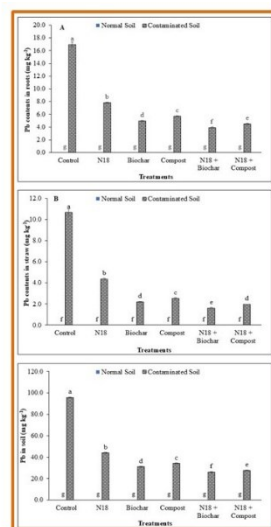 A
Normal Soil Contaminated Soil
Pb contents in roots (mg kg-1)
20.0
18.0
16.0
14.0
12.0
10.0
8.0
6.0
4.0
2.0
0.0
a
b
d
c
f
e
g g g g g g
Control N18 Biochar Compost N18 + Biochar N18 + Compost
Treatments
B
Normal Soil Contaminated Soil
Pb contents in straw (mg kg-1)
12.0
10.0
8.0
6.0
4.0
2.0
0.0
a
b
d
c
e
d
f f f f f f
Control N18 Biochar Compost N18 + Biochar N18 + Compost
Treatments
Normal Soil Contaminated Soil
Pb in soil (mg kg-1)
120.0
100.0
80.0
60.0
40.0
20.0
0.0
a
b
d
c
f
e
g g g g g g
Control N18 Biochar Compost N18 + Biochar N18 + Compost
Treatments